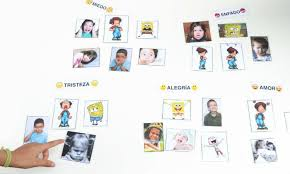 MIEDO
ENFADO
TRISTEZA
ALEGRÍA
AMOR